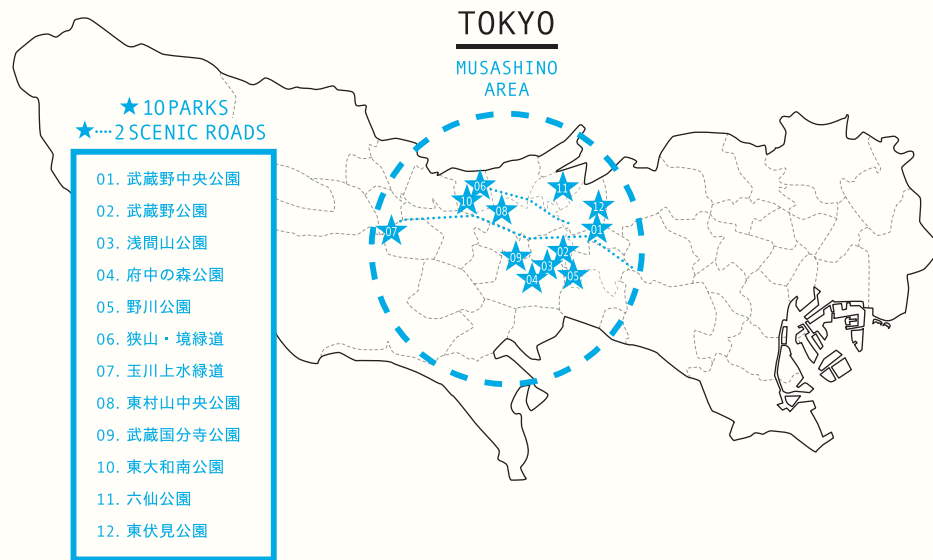 TOKYO
MUSASHINO
AREA
★10PARKS
★····2SCENIC ROADS
01. 武蔵野中央公園
02. 武蔵野公園
03. 浅間山公園
04. 府中の森公園
05. 野川公園
06. 狭山・境緑道
07. 玉川上水緑道
08. 東村山中央公園
09. 武蔵国分寺公園
10. 東大和南公園
11. 六仙公園
12. 東伏見公園
06
11
10
08
12
07
01
02
09
03
04
05